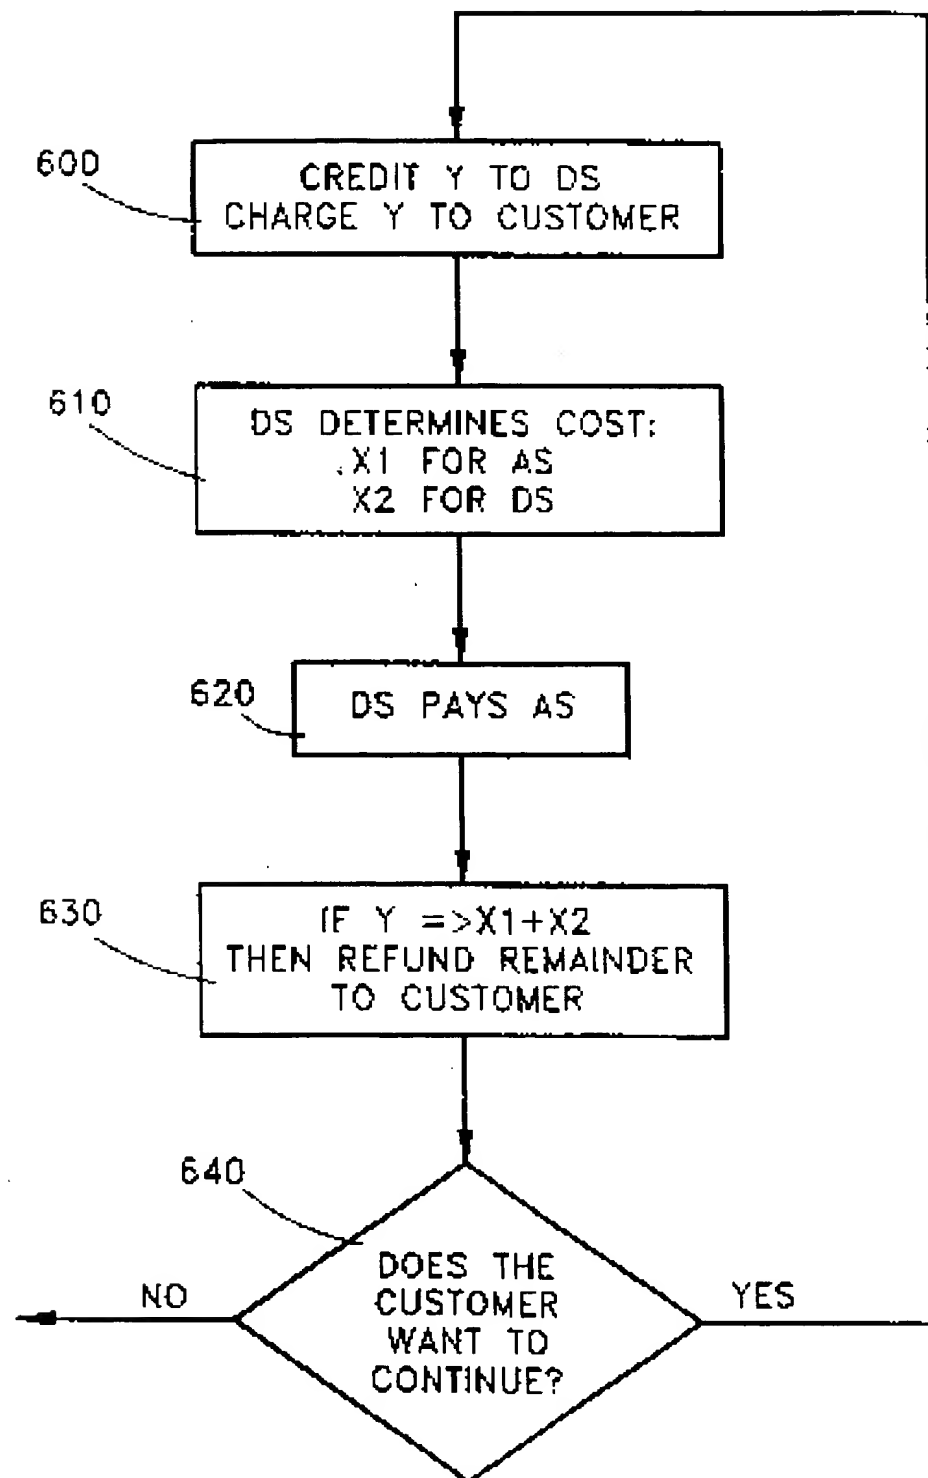 600
CREDIT Y TO DS
CHARGE Y TO CUSTOMER
610
DS DETERMINES COST:
X1 FOR AS
X2 FOR DS
620
DS PAYS AS
630
IF Y =>X1+X2
THEN REFUND REMAINDER
TO CUSTOMER
640
DOES THE
CUSTOMER
WANT TO
CONTINUE?
NO
YES